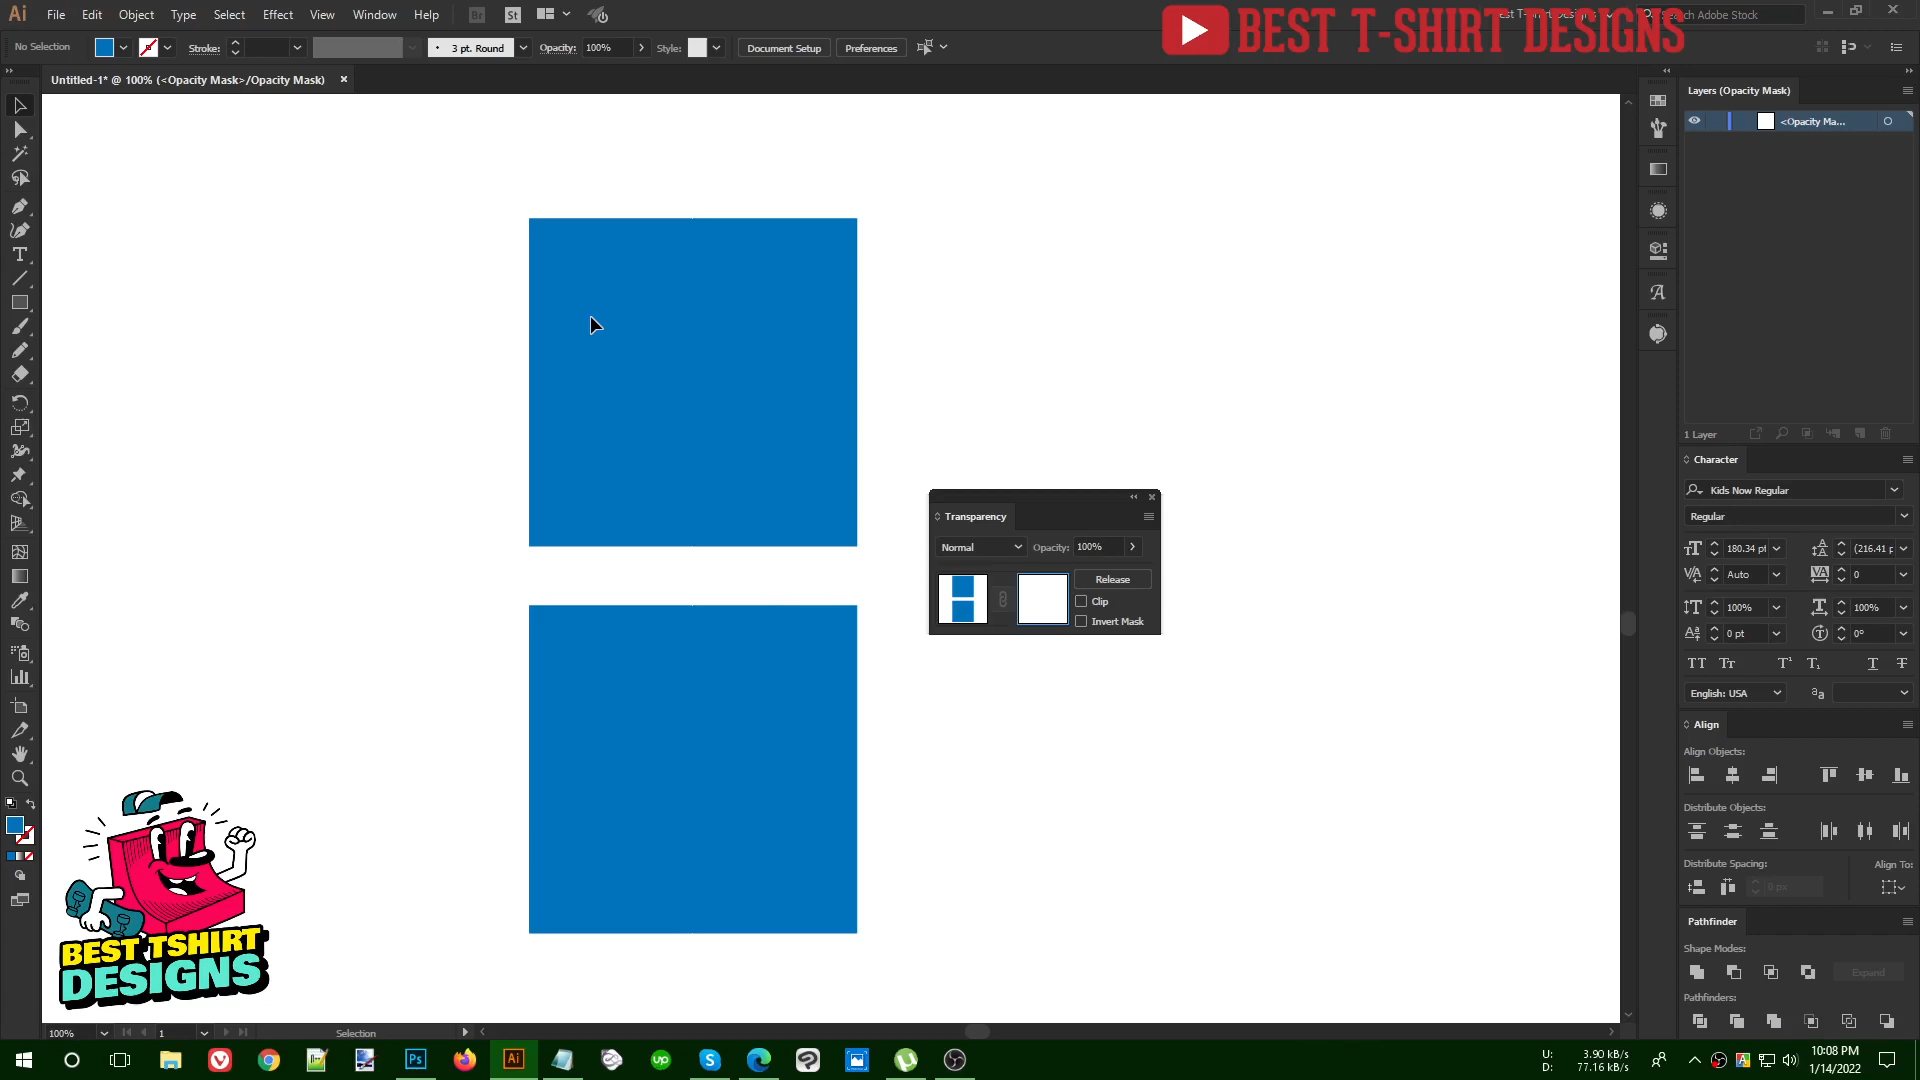 Ai File Edit Object Type Select Effect View Window Help Br St
BEST T-SHIRT DESIGNS
Search Adobe Stock
No Selection Stroke: 3 pt. Round Opacity: 100% Style: Document Setup Preferences
Untitled-1* @ 100% (<Opacity Mask>/Opacity Mask) ×
Layers (Opacity Mask)
<Opacity Ma...
1 Layer
Character
Kids Now Regular
Regular
180.34 pt (216.41 p
Auto 0
100% 100%
0 pt 0°
English: USA
Transparency
Normal Opacity: 100%
Release
Clip
Invert Mask
Align
Align Objects:
Distribute Objects:
Distribute Spacing: Align To:
0 px
Pathfinder
Shape Modes:
Expand
Pathfinders:
BEST TSHIRT
DESIGNS
100% 1 Selection
Ps Ai up
U: 3.90 kB/s
D: 77.16 kB/s
10:08 PM
1/14/2022